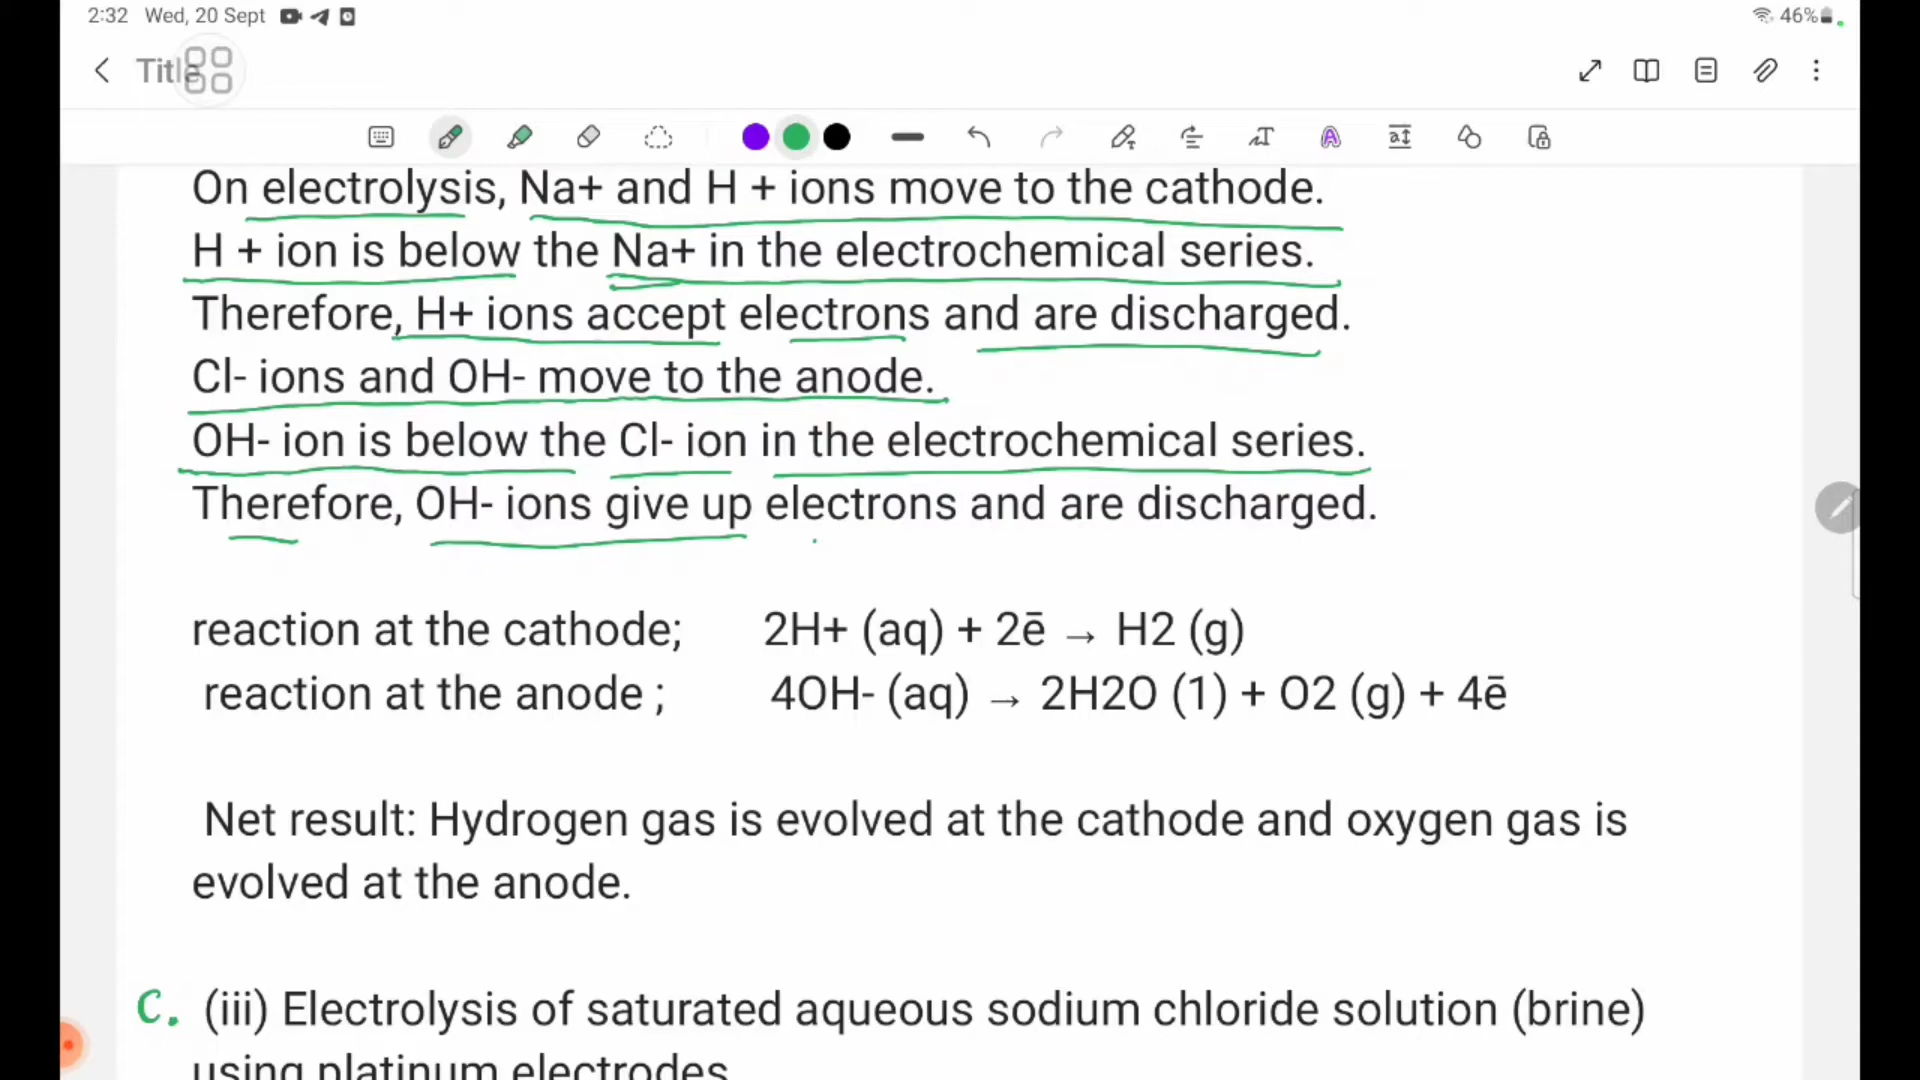 2:32 Wed, 20 Sept 46%
Title
On electrolysis, Na+ and H + ions move to the cathode.
H + ion is below the Na+ in the electrochemical series.
Therefore, H+ ions accept electrons and are discharged.
Cl- ions and OH- move to the anode.
OH- ion is below the Cl- ion in the electrochemical series.
Therefore, OH- ions give up electrons and are discharged.
reaction at the cathode; 2H+ (aq) + 2ē → H2 (g)
reaction at the anode ; 4OH- (aq) → 2H2O (1) + O2 (g) + 4ē
Net result: Hydrogen gas is evolved at the cathode and oxygen gas is
evolved at the anode.
C. (iii) Electrolysis of saturated aqueous sodium chloride solution (brine)
using platinum electrodes